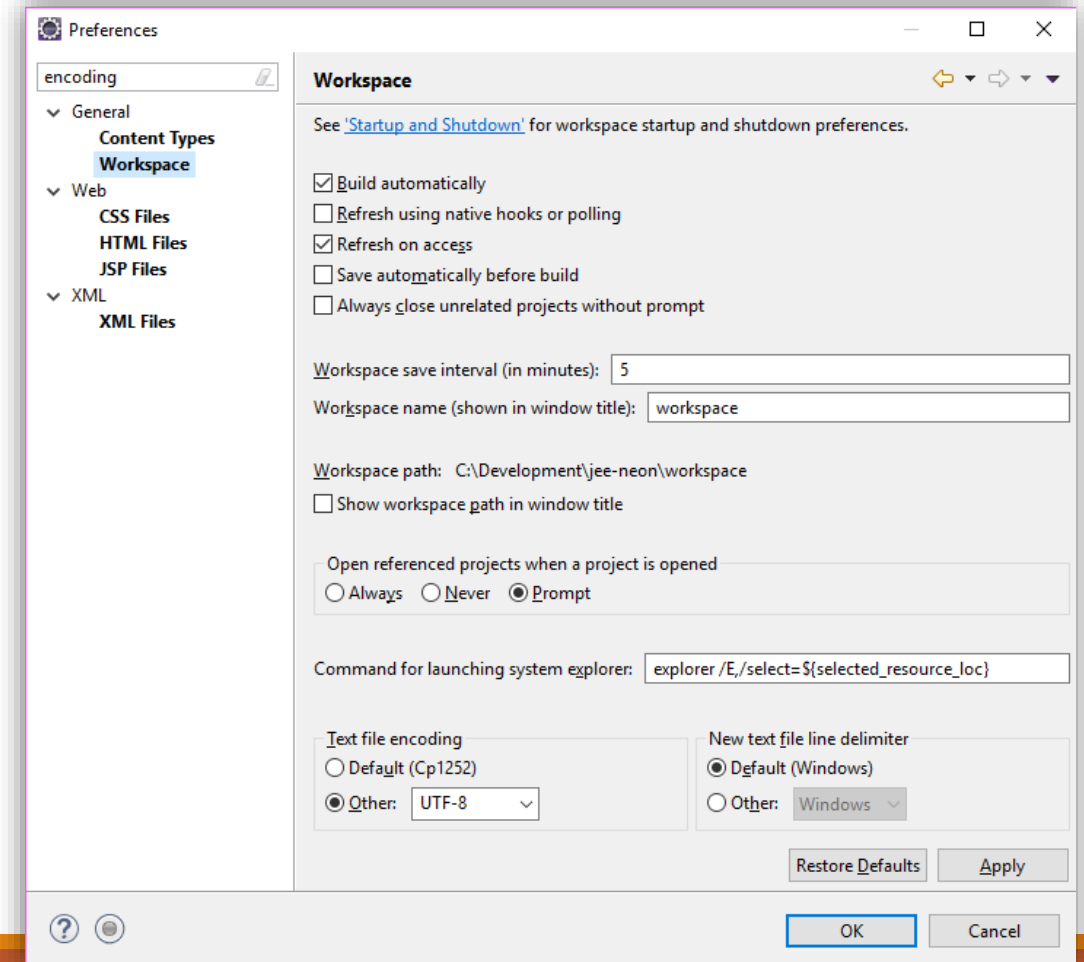 Preferences
encoding
General
Content Types
Workspace
Web
CSS Files
HTML Files
JSP Files
XML
XML Files
Workspace
See 'Startup and Shutdown' for workspace startup and shutdown preferences.
Build automatically
Refresh using native hooks or polling
Refresh on access
Save automatically before build
Always close unrelated projects without prompt
Workspace save interval (in minutes): 5
Workspace name (shown in window title): workspace
Workspace path: C:\Development\jee-neon\workspace
Show workspace path in window title
Open referenced projects when a project is opened
Always Never Prompt
Command for launching system explorer: explorer /E,/select=${selected_resource_loc}
Text file encoding
Default (Cp1252)
Other: UTF-8
New text file line delimiter
Default (Windows)
Other: Windows
Restore Defaults Apply
? OK Cancel